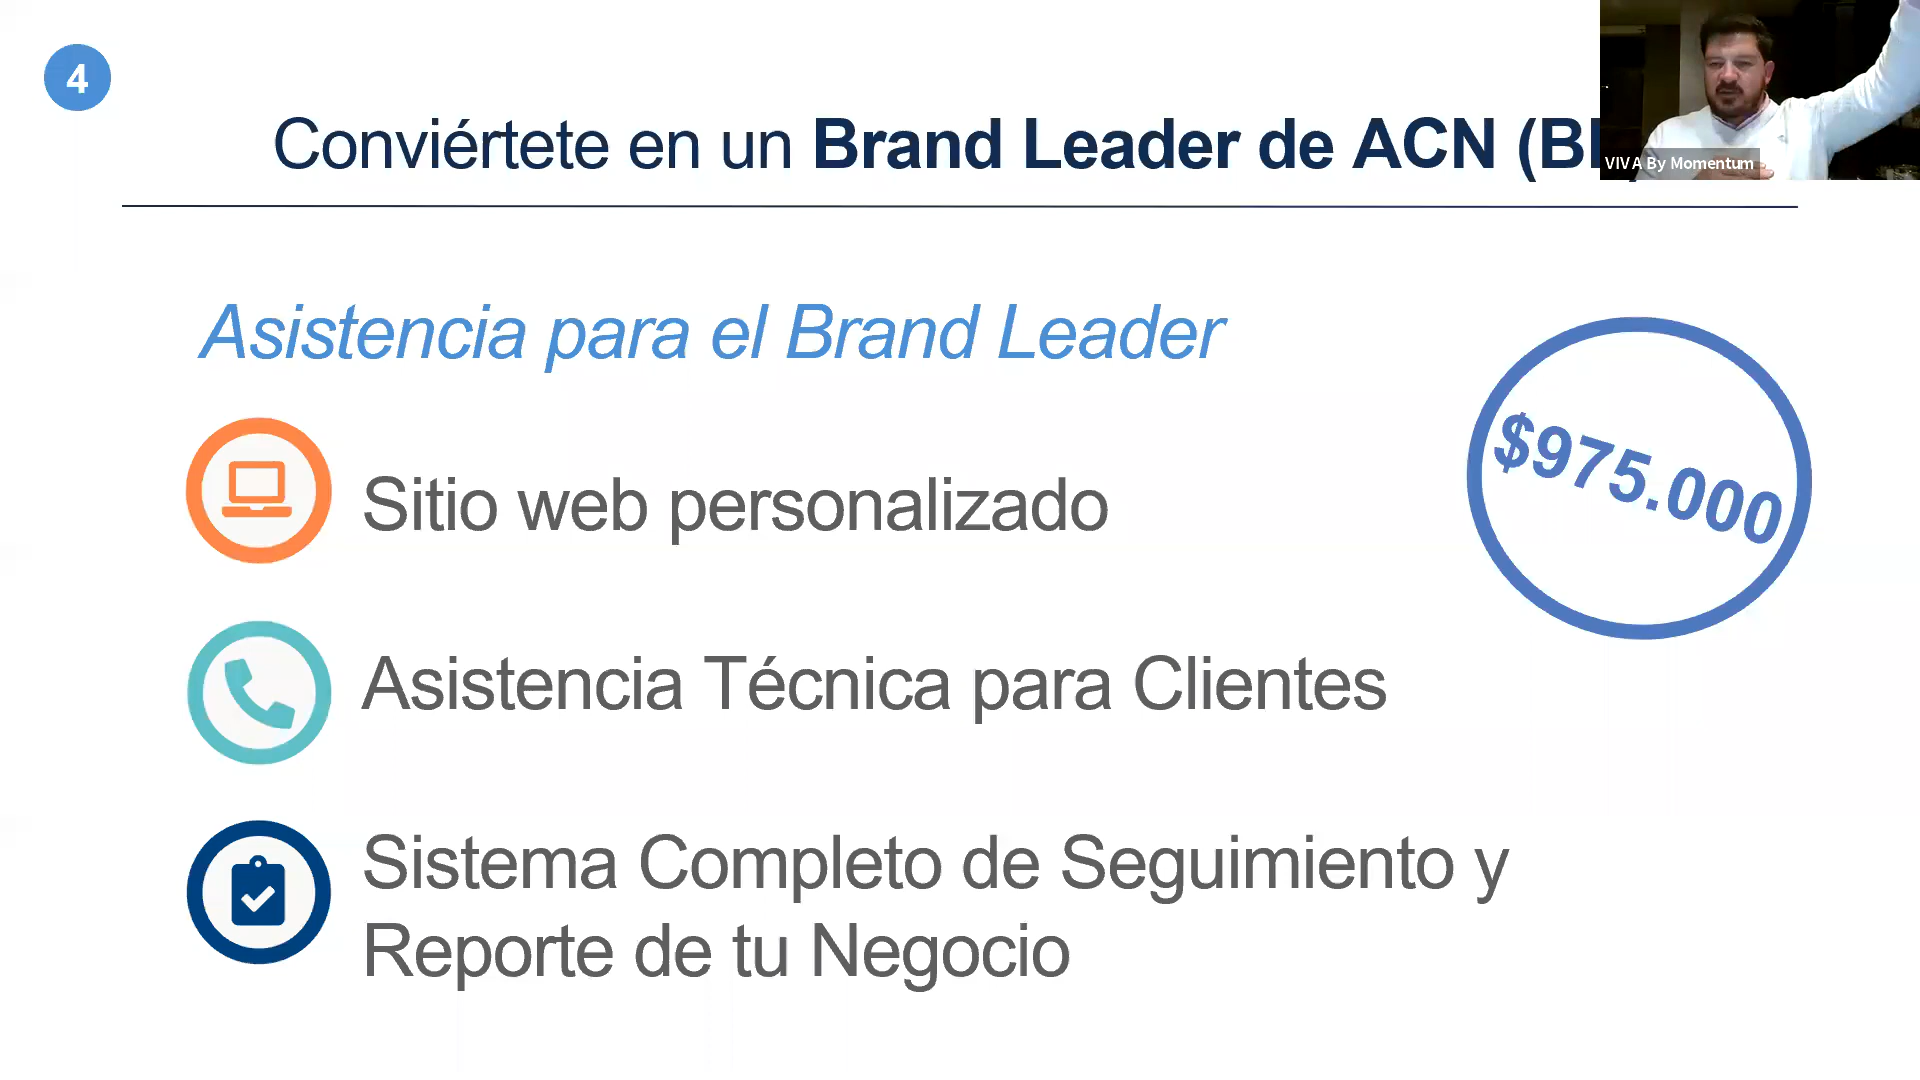 4
Conviértete en un Brand Leader de ACN (B
VIVA By Momentum
Asistencia para el Brand Leader
$975.000
Sitio web personalizado
Asistencia Técnica para Clientes
Sistema Completo de Seguimiento y
Reporte de tu Negocio